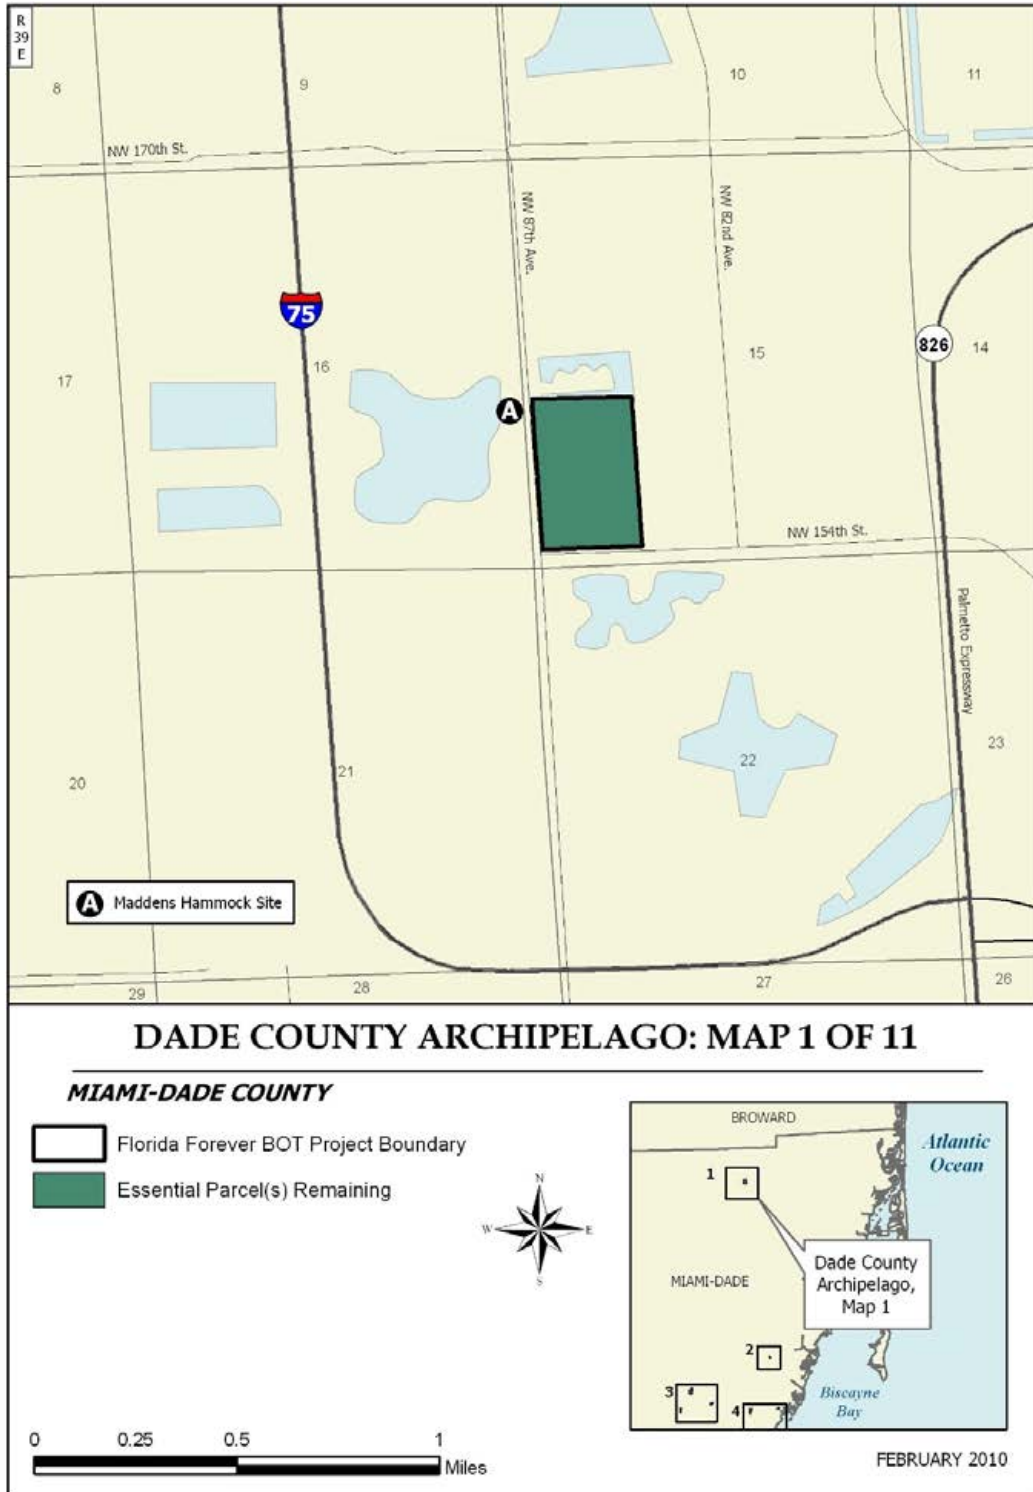 R
39
E
8
9
10
11
NW 170th St.
NW 87th Ave.
NW 82nd Ave.
75
826
14
15
16
17
A
NW 154th St.
Palmetto Expressway
23
22
21
20
A Maddens Hammock Site
29
28
27
26
DADE COUNTY ARCHIPELAGO: MAP 1 OF 11
MIAMI-DADE COUNTY
Florida Forever BOT Project Boundary
Essential Parcel(s) Remaining
N
W E
S
BROWARD
Atlantic
Ocean
1
Dade County
Archipelago,
Map 1
MIAMI-DADE
2
3
4
Biscayne
Bay
0 0.25 0.5 1
Miles
FEBRUARY 2010